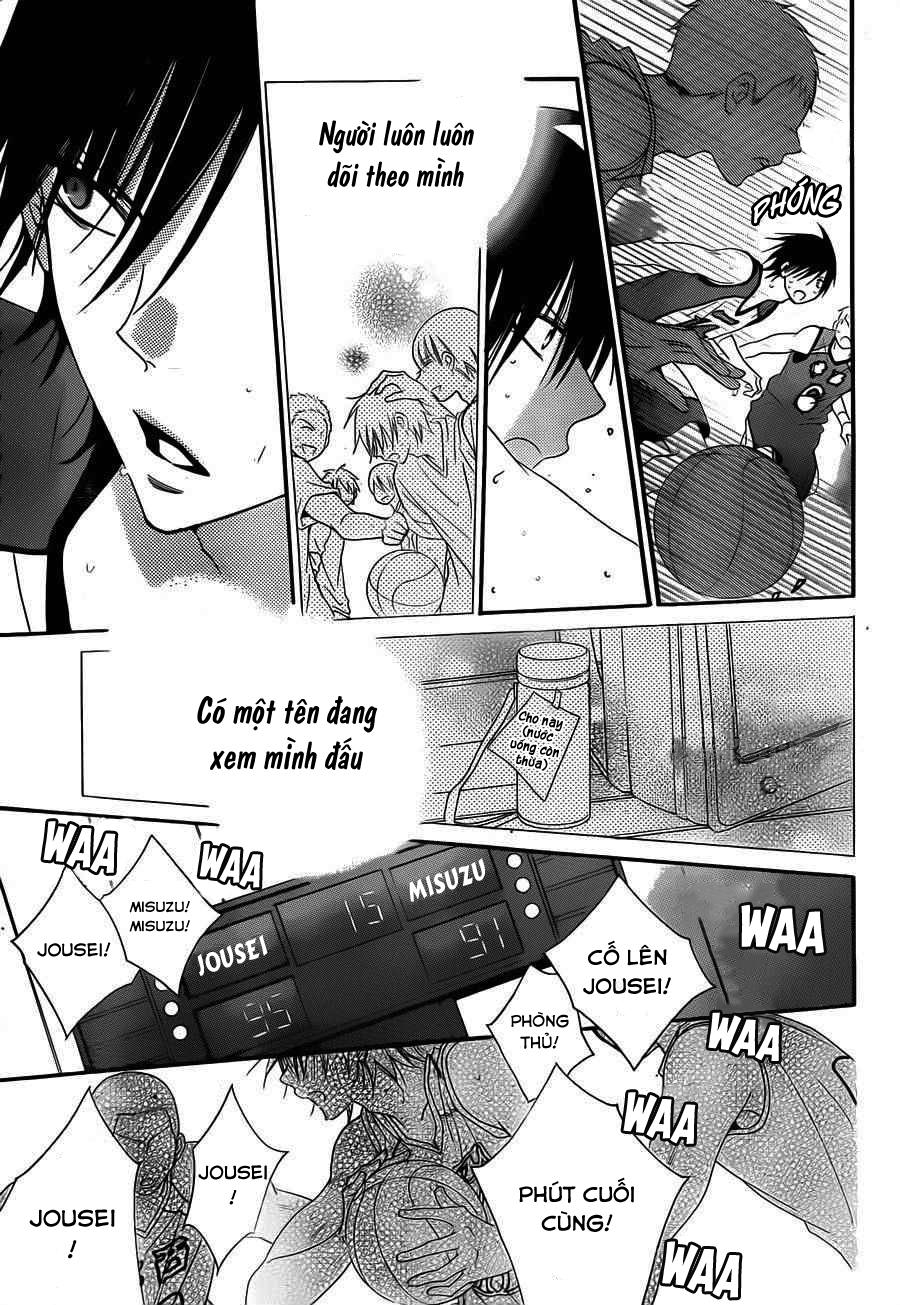 PHÓNG
Người luôn luôn
dõi theo mình
Có một tên đang
xem mình đấu
Cho này
(nước
uống còn
thừa)
WAA
WAA
WAA
MISUZU!
MISUZU!
JOUSEI!
JOUSEI
15
MISUZU
95
91
CỐ LÊN
JOUSEI!
PHÒNG
THỦ!
WAA
WAA
JOUSEI
!
JOUSEI
!
PHÚT CUỐI
CÙNG!
WAA